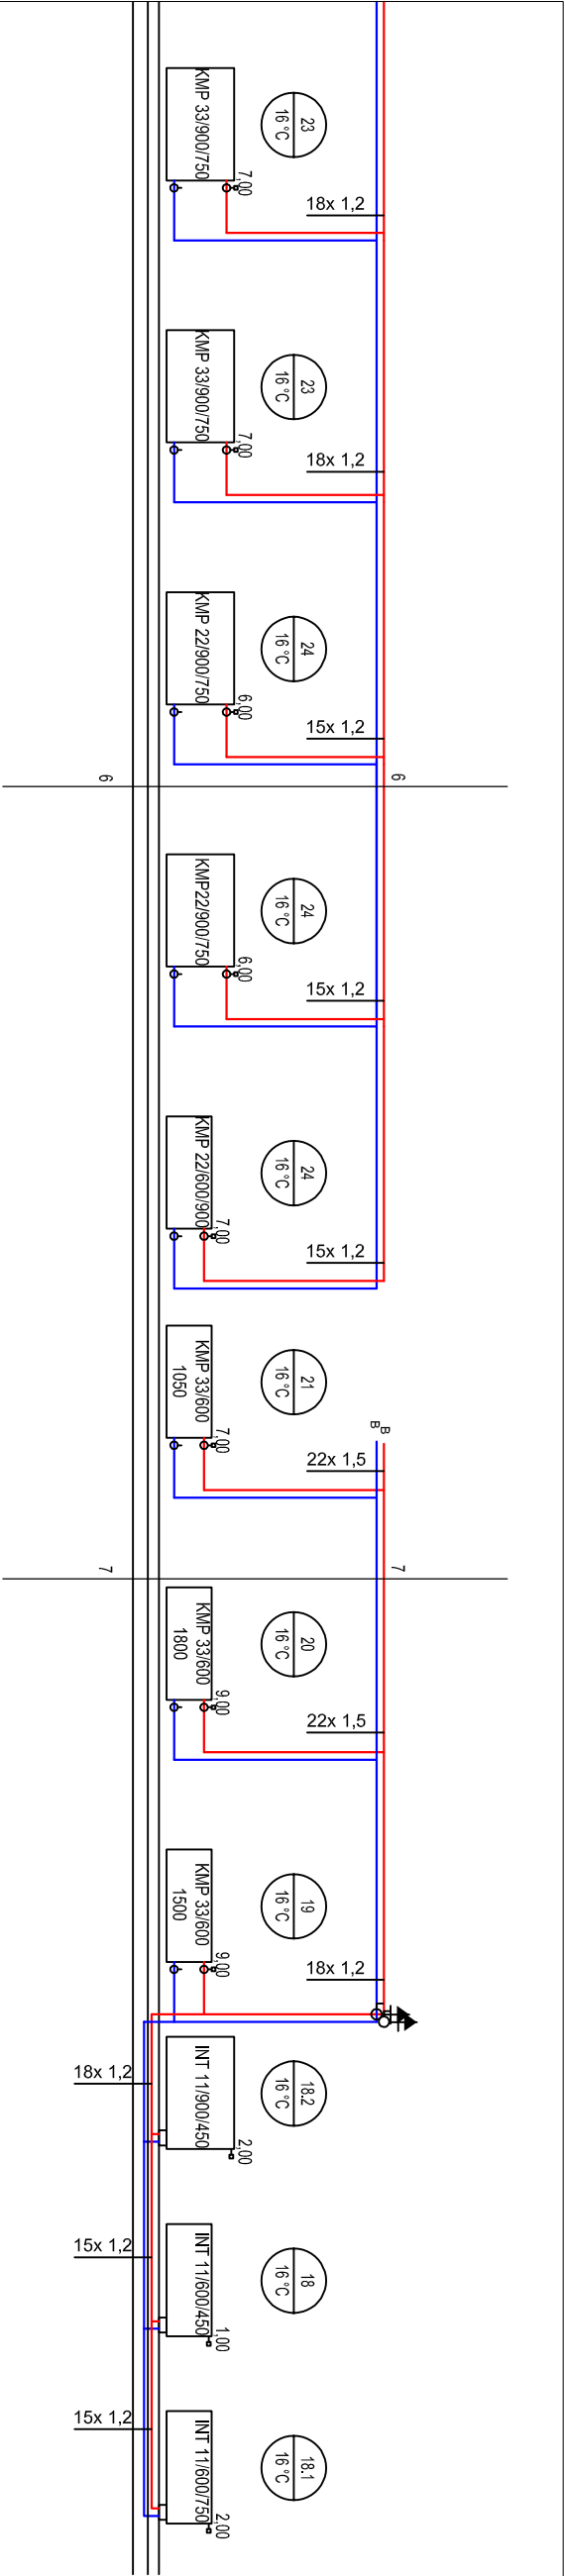 KMP 33/900/750
23
16 °C
7,00
18x 1,2
KMP 33/900/750
23
16 °C
7,00
18x 1,2
KMP 22/900/750
24
16 °C
6,00
15x 1,2
6
6
KMP22/900/750
24
16 °C
6,00
15x 1,2
KMP 22/600/900
24
16 °C
7,00
15x 1,2
KMP 33/600
1050
21
16 °C
7,00
B
B
22x 1,5
7
7
KMP 33/600
1800
20
16 °C
9,00
22x 1,5
KMP 33/600
1500
19
16 °C
9,00
18x 1,2
INT 11/900/450
18.2
16 °C
2,00
18x 1,2
INT 11/600/450
18
16 °C
1,00
15x 1,2
INT 11/600/750
18.1
16 °C
2,00
15x 1,2